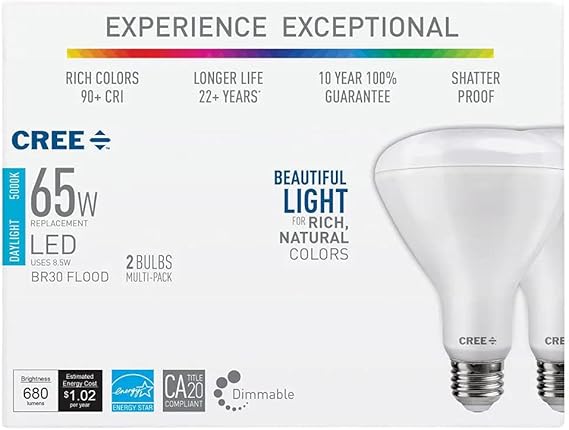 EXPERIENCE EXCEPTIONAL
RICH COLORS
90+ CRI
LONGER LIFE
22+ YEARS*
10 YEAR 100%
GUARANTEE
SHATTER
PROOF
CREE
DAYLIGHT 5000K
65W
REPLACEMENT
LED
USES 8.5W
BR30 FLOOD
2 BULBS
MULTI-PACK
BEAUTIFUL
LIGHT
FOR RICH,
NATURAL
COLORS
CREE
Brightness
680
lumens
Estimated
Energy Cost
$1.02
per year
energy
ENERGY STAR
CA TITLE
20
COMPLIANT
Dimmable